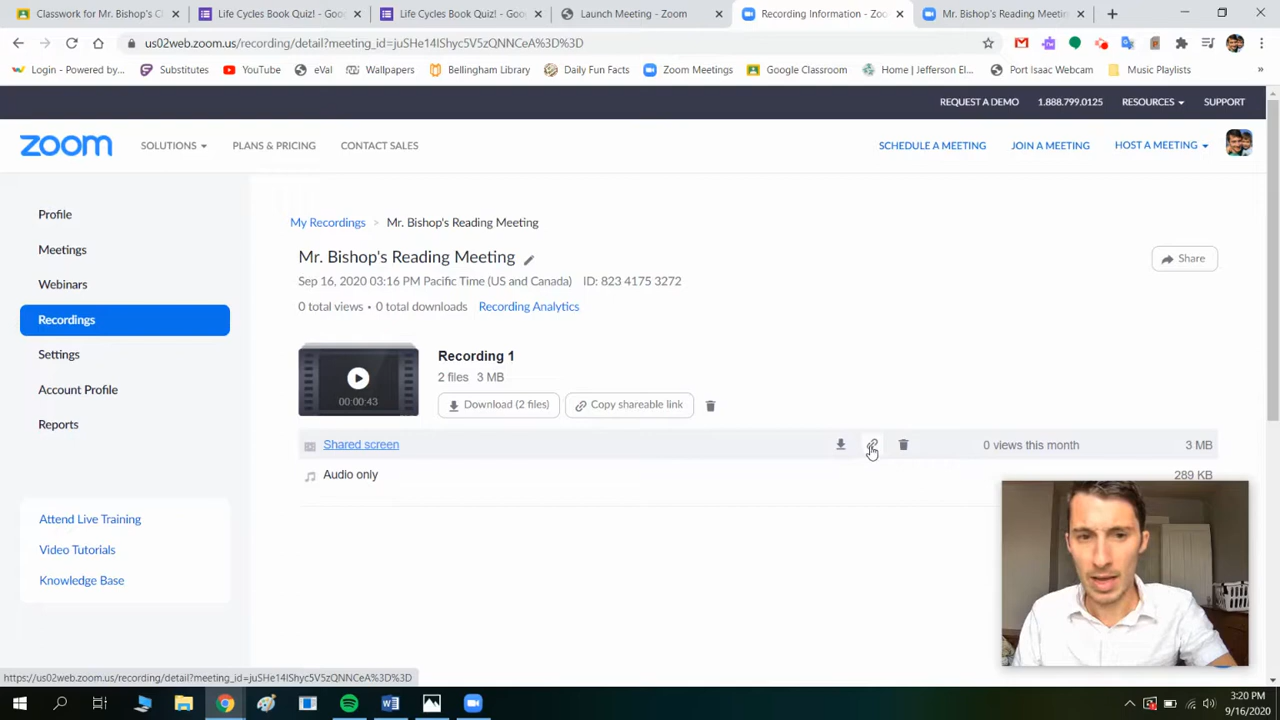 Classwork for Mr. Bishop's C
Life Cycles Book Quiz! - Goo
Life Cycles Book Quiz! - Goo
Launch Meeting - Zoom
Recording Information - Zoo
Mr. Bishop's Reading Meetin
us02web.zoom.us/recording/detail?meeting_id=juSHe14IShyc5V5zQNNCeA%3D%3D
Login - Powered by...
Substitutes
YouTube
eVal
Wallpapers
Bellingham Library
Daily Fun Facts
Zoom Meetings
Google Classroom
Home | Jefferson El...
Port Isaac Webcam
Music Playlists
REQUEST A DEMO
1.888.799.0125
RESOURCES
SUPPORT
zoom
SOLUTIONS
PLANS & PRICING
CONTACT SALES
SCHEDULE A MEETING
JOIN A MEETING
HOST A MEETING
Profile
Meetings
Webinars
Recordings
Settings
Account Profile
Reports
Attend Live Training
Video Tutorials
Knowledge Base
My Recordings > Mr. Bishop's Reading Meeting
Mr. Bishop's Reading Meeting
Share
Sep 16, 2020 03:16 PM Pacific Time (US and Canada) ID: 823 4175 3272
0 total views • 0 total downloads Recording Analytics
00:00:43
Recording 1
2 files 3 MB
Download (2 files)
Copy shareable link
Shared screen
0 views this month
3 MB
Audio only
289 KB
https://us02web.zoom.us/recording/detail?meeting_id=juSHe14IShyc5V5zQNNCeA%3D%3D
3:20 PM
9/16/2020